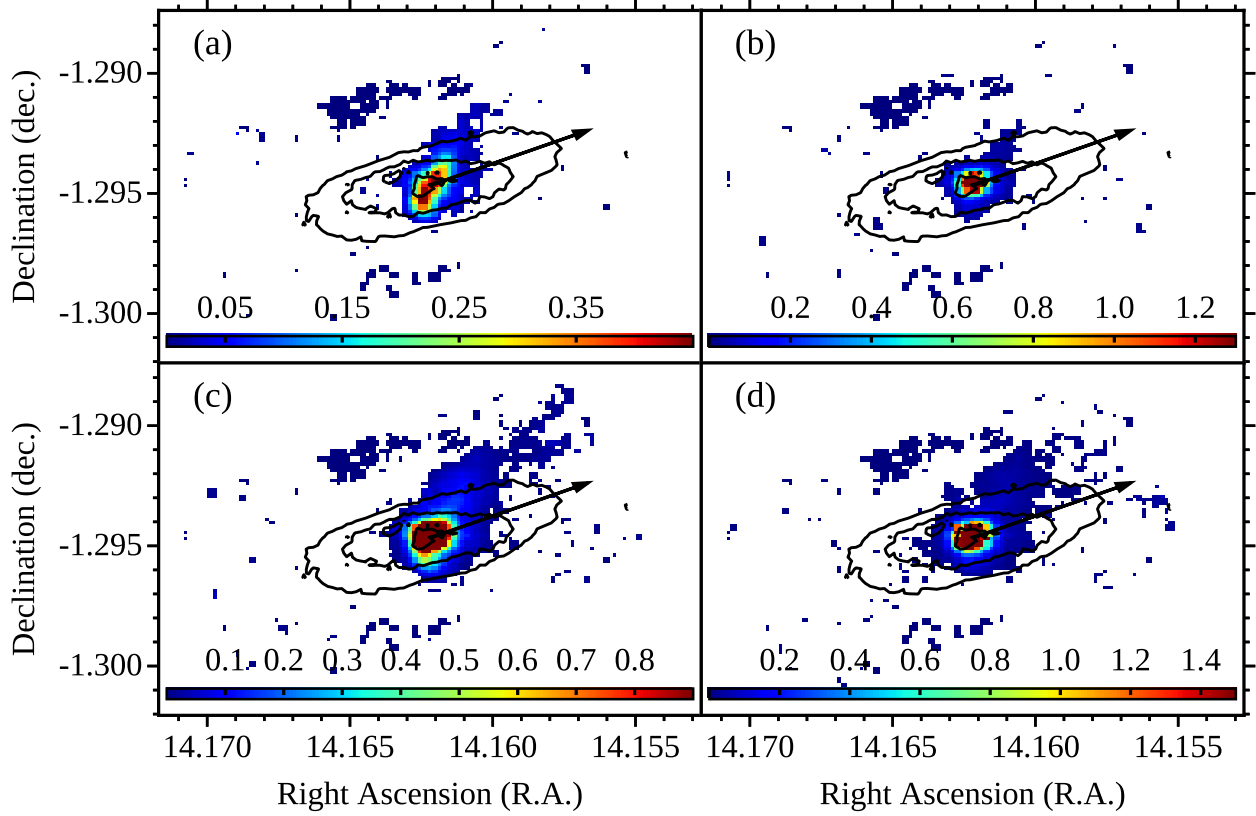 (a)
(b)
Declination (dec.)
-1.290
-1.295
-1.300
0.05 0.15 0.25 0.35
0.2 0.4 0.6 0.8 1.0 1.2
(c)
(d)
Declination (dec.)
-1.290
-1.295
-1.300
0.1 0.2 0.3 0.4 0.5 0.6 0.7 0.8
0.2 0.4 0.6 0.8 1.0 1.2 1.4
14.170 14.165 14.160 14.155
14.170 14.165 14.160 14.155
Right Ascension (R.A.)
Right Ascension (R.A.)